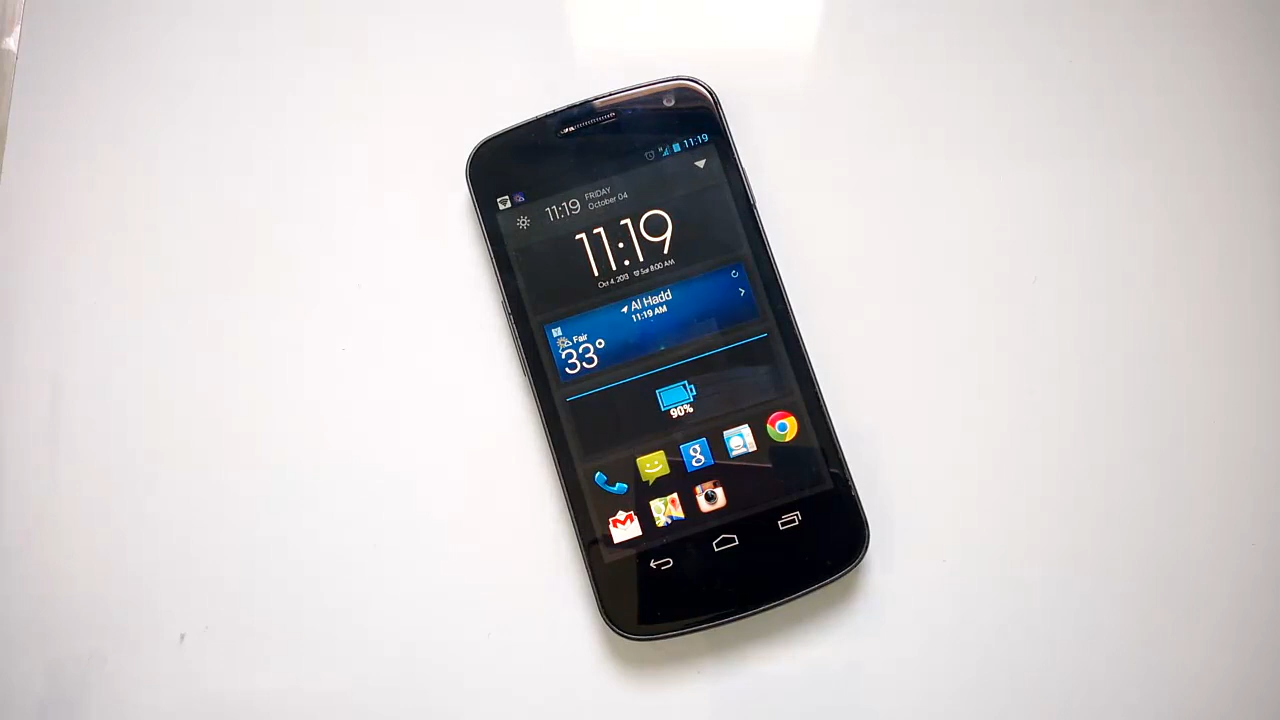 H 11:19
11:19 FRIDAY
October 04
11:19
Oct 4, 2013 Sat 8:00 AM
Al Hadd
11:19 AM
Fair
33°
90%
g